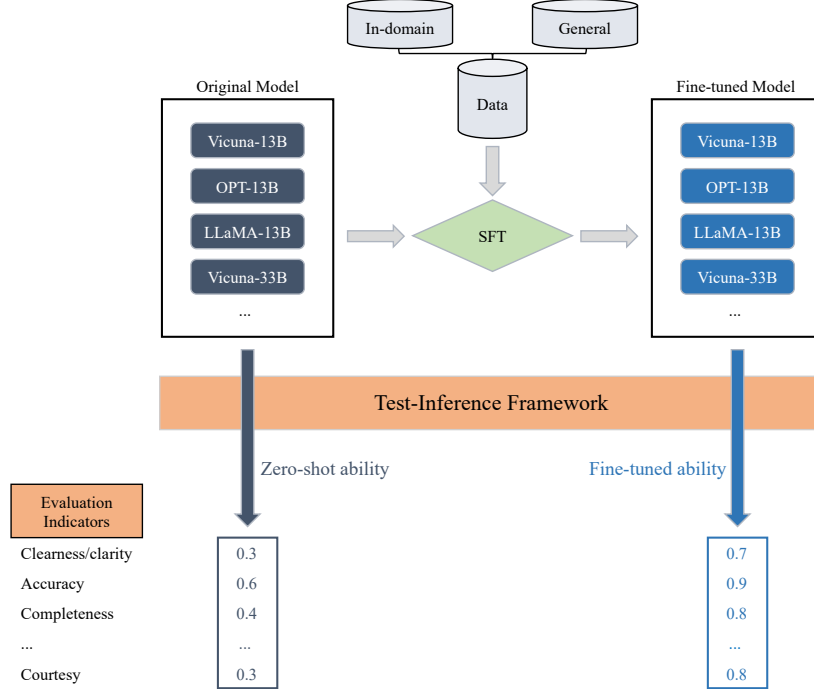 In-domain
General
Data
Original Model
Fine-tuned Model
Vicuna-13B
OPT-13B
LLaMA-13B
Vicuna-33B
...
SFT
Vicuna-13B
OPT-13B
LLaMA-13B
Vicuna-33B
...
Test-Inference Framework
Zero-shot ability
Fine-tuned ability
Evaluation
Indicators
Clearness/clarity 0.3 0.7
Accuracy 0.6 0.9
Completeness 0.4 0.8
... ... ...
Courtesy 0.3 0.8